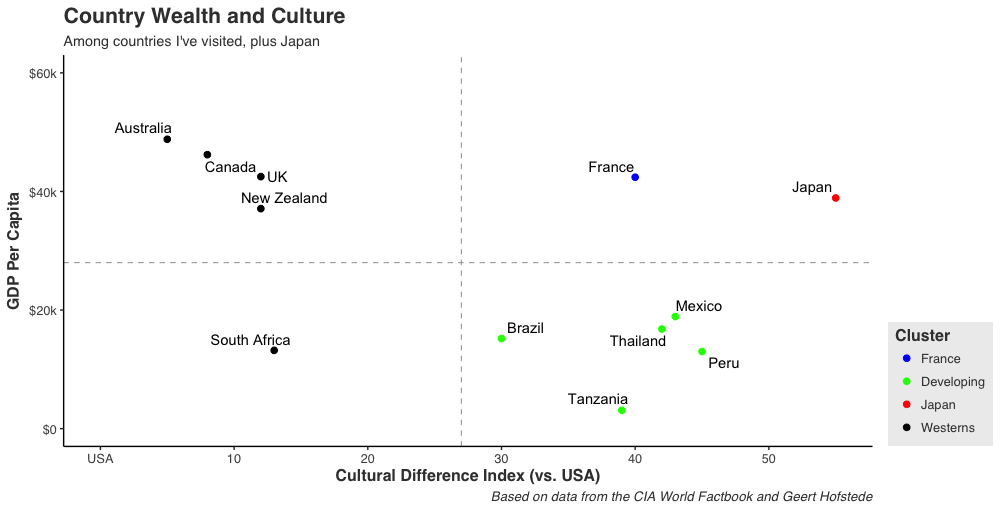 Country Wealth and Culture
Among countries I've visited, plus Japan
$60k
$40k
$20k
$0
GDP Per Capita
Australia
Canada
UK
New Zealand
France
Japan
South Africa
Brazil
Mexico
Thailand
Peru
Tanzania
USA
10
20
30
40
50
Cultural Difference Index (vs. USA)
Based on data from the CIA World Factbook and Geert Hofstede
Cluster
France
Developing
Japan
Westerns